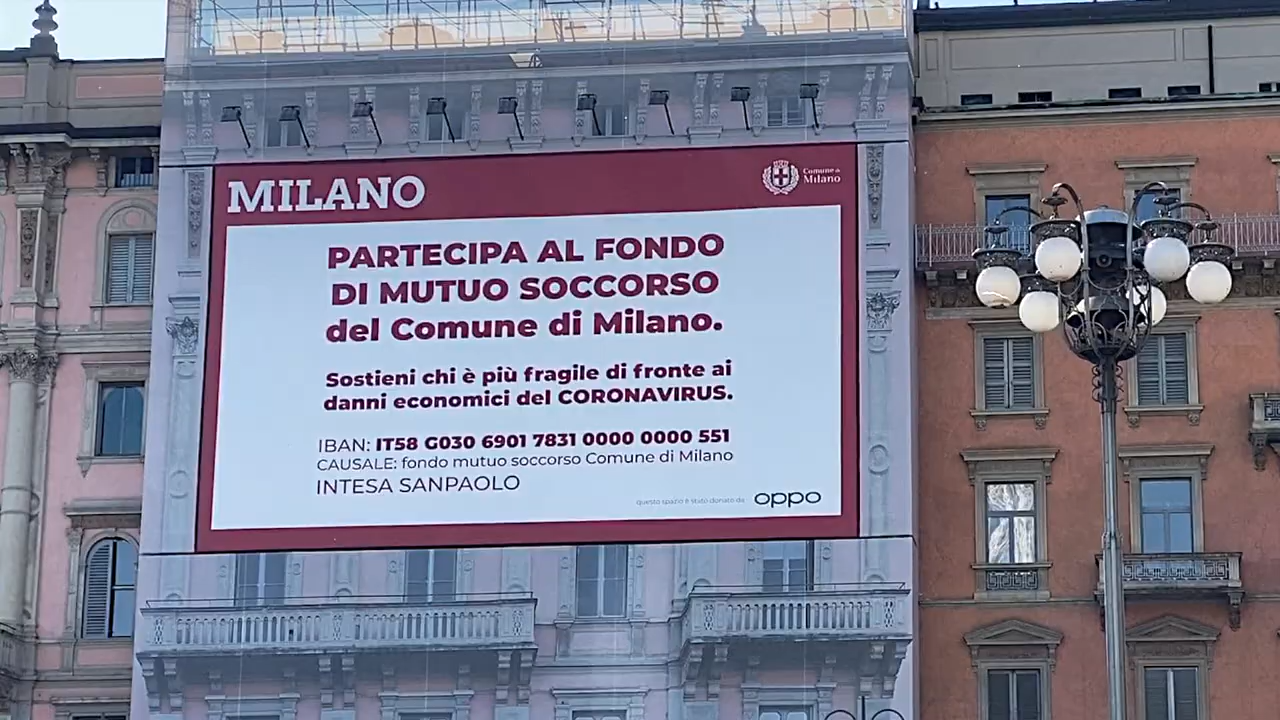 MILANO
Comune di
Milano
PARTECIPA AL FONDO
DI MUTUO SOCCORSO
del Comune di Milano.
Sostieni chi è più fragile di fronte ai
danni economici del CORONAVIRUS.
IBAN: IT58 G030 6901 7831 0000 0000 551
CAUSALE: fondo mutuo soccorso Comune di Milano
INTESA SANPAOLO
questo spazio è stato donato da oppo